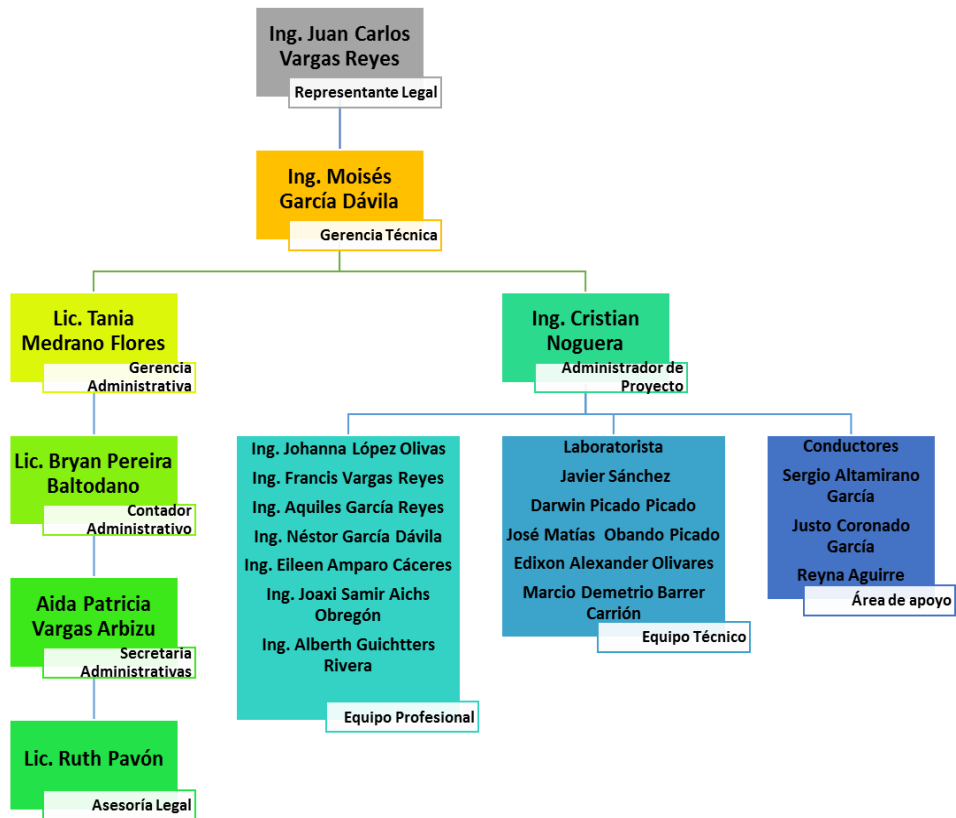 Ing. Juan Carlos
Vargas Reyes
Representante Legal
Ing. Moisés
García Dávila
Gerencia Técnica
Lic. Tania
Medrano Flores
Gerencia
Administrativa
Ing. Cristian
Noguera
Administrador de
Proyecto
Lic. Bryan Pereira
Baltodano
Contador
Administrativo
Aida Patricia
Vargas Arbizu
Secretaria
Administrativas
Lic. Ruth Pavón
Asesoría Legal
Ing. Johanna López Olivas
Ing. Francis Vargas Reyes
Ing. Aquiles García Reyes
Ing. Néstor García Dávila
Ing. Eileen Amparo Cáceres
Ing. Joaxi Samir Aichs
Obregón
Ing. Alberth Guichtters
Rivera
Equipo Profesional
Laboratorista
Javier Sánchez
Darwin Picado Picado
José Matías Obando Picado
Edixon Alexander Olivares
Marcio Demetrio Barrer
Carrión
Equipo Técnico
Conductores
Sergio Altamirano
García
Justo Coronado
García
Reyna Aguirre
Área de apoyo